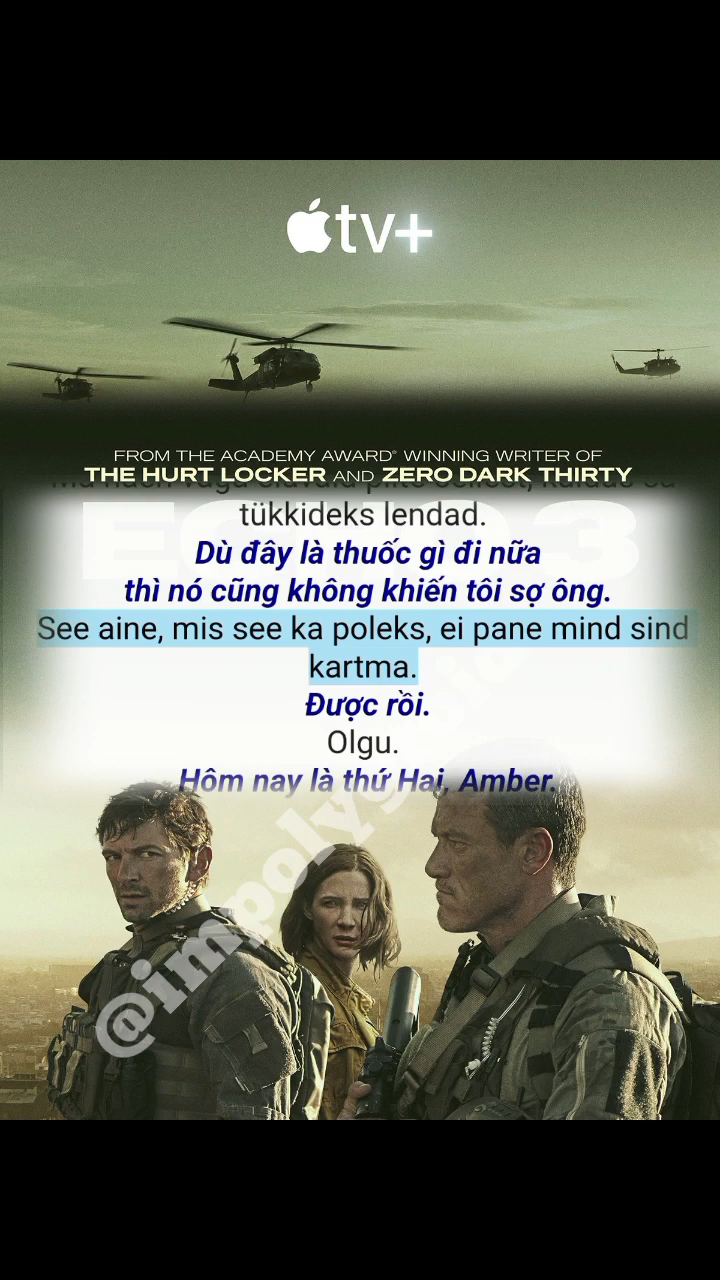 tv+
FROM THE ACADEMY AWARD® WINNING WRITER OF
THE HURT LOCKER AND ZERO DARK THIRTY
tükkideks lendad.
Dù đây là thuốc gì đi nữa
thì nó cũng không khiến tôi sợ ông.
See aine, mis see ka poleks, ei pane mind sind
kartma.
Được rồi.
Olgu.
Hôm nay là thứ Hai, Amber.